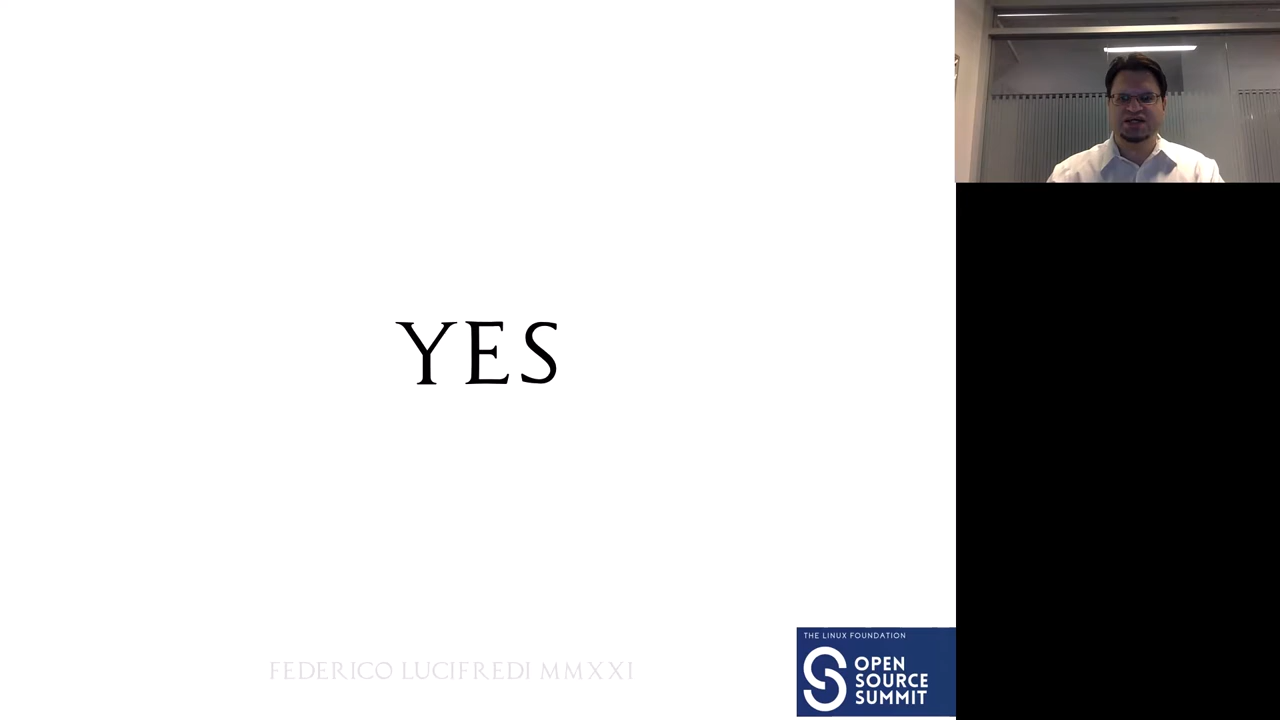 YES
FEDERICO LUCIFREDI MMXXI
THE LINUX FOUNDATION
OPEN
SOURCE
SUMMIT